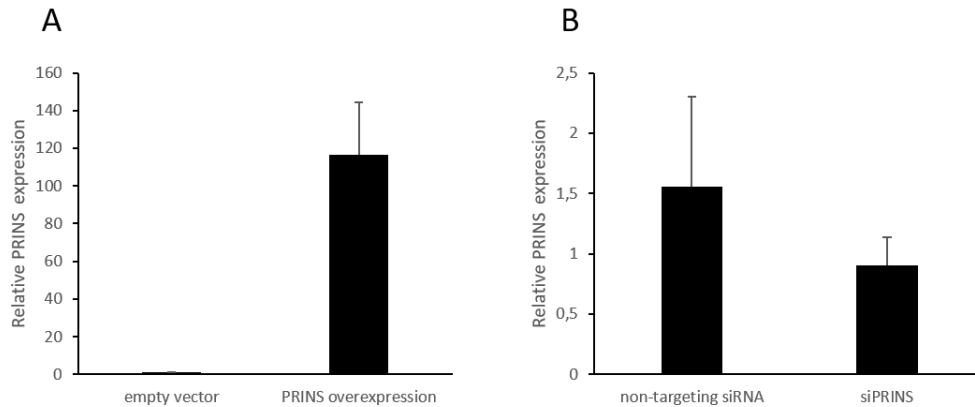 A
Relative PRINS expression
160
140
120
100
80
60
40
20
0
empty vector
PRINS overexpression
B
Relative PRINS expression
2,5
2
1,5
1
0,5
0
non-targeting siRNA
siPRINS